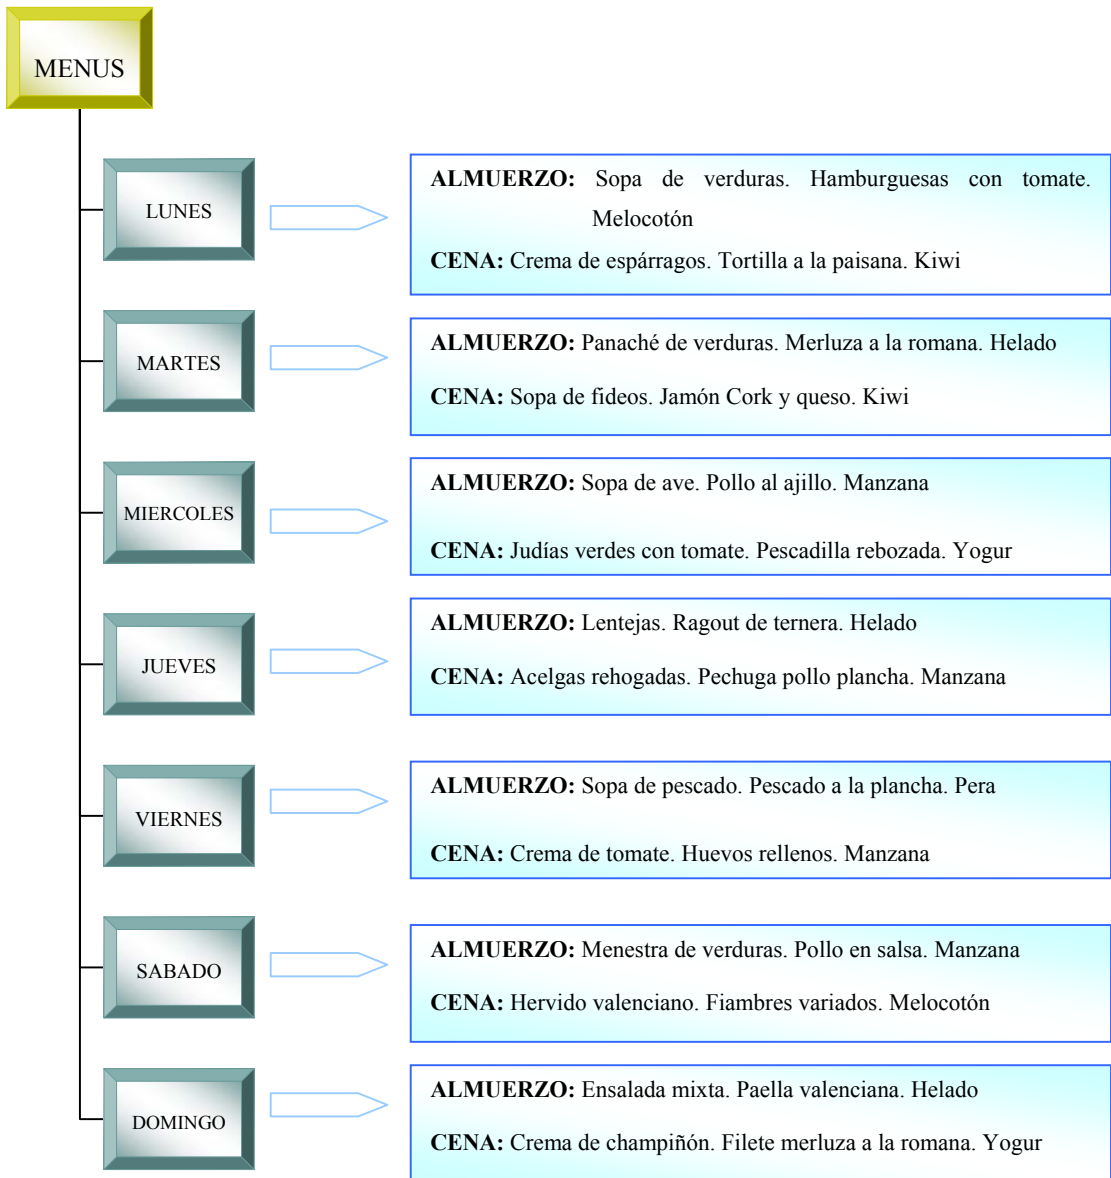 MENUS
LUNES
ALMUERZO: Sopa de verduras. Hamburguesas con tomate.
Melocotón
CENA: Crema de espárragos. Tortilla a la paisana. Kiwi
MARTES
ALMUERZO: Panaché de verduras. Merluza a la romana. Helado
CENA: Sopa de fideos. Jamón Cork y queso. Kiwi
MIERCOLES
ALMUERZO: Sopa de ave. Pollo al ajillo. Manzana
CENA: Judías verdes con tomate. Pescadilla rebozada. Yogur
JUEVES
ALMUERZO: Lentejas. Ragout de ternera. Helado
CENA: Acelgas rehogadas. Pechuga pollo plancha. Manzana
VIERNES
ALMUERZO: Sopa de pescado. Pescado a la plancha. Pera
CENA: Crema de tomate. Huevos rellenos. Manzana
SABADO
ALMUERZO: Menestra de verduras. Pollo en salsa. Manzana
CENA: Hervido valenciano. Fiambres variados. Melocotón
DOMINGO
ALMUERZO: Ensalada mixta. Paella valenciana. Helado
CENA: Crema de champiñón. Filete merluza a la romana. Yogur